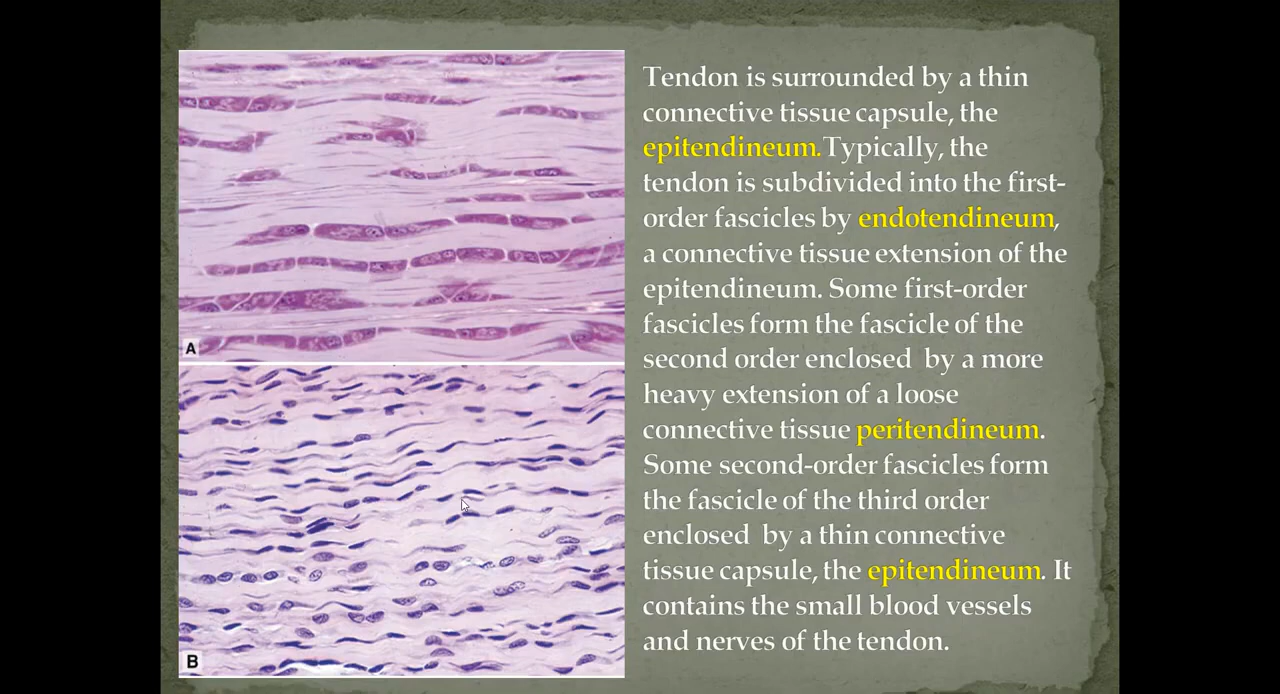 Tendon is surrounded by a thin
connective tissue capsule, the
epitendineum.Typically, the
tendon is subdivided into the first-
order fascicles by endotendineum,
a connective tissue extension of the
epitendineum. Some first-order
fascicles form the fascicle of the
second order enclosed  by a more
heavy extension of a loose
connective tissue peritendineum.
Some second-order fascicles form
the fascicle of the third order
enclosed  by a thin connective
tissue capsule, the epitendineum. It
contains the small blood vessels
and nerves of the tendon.
A
B